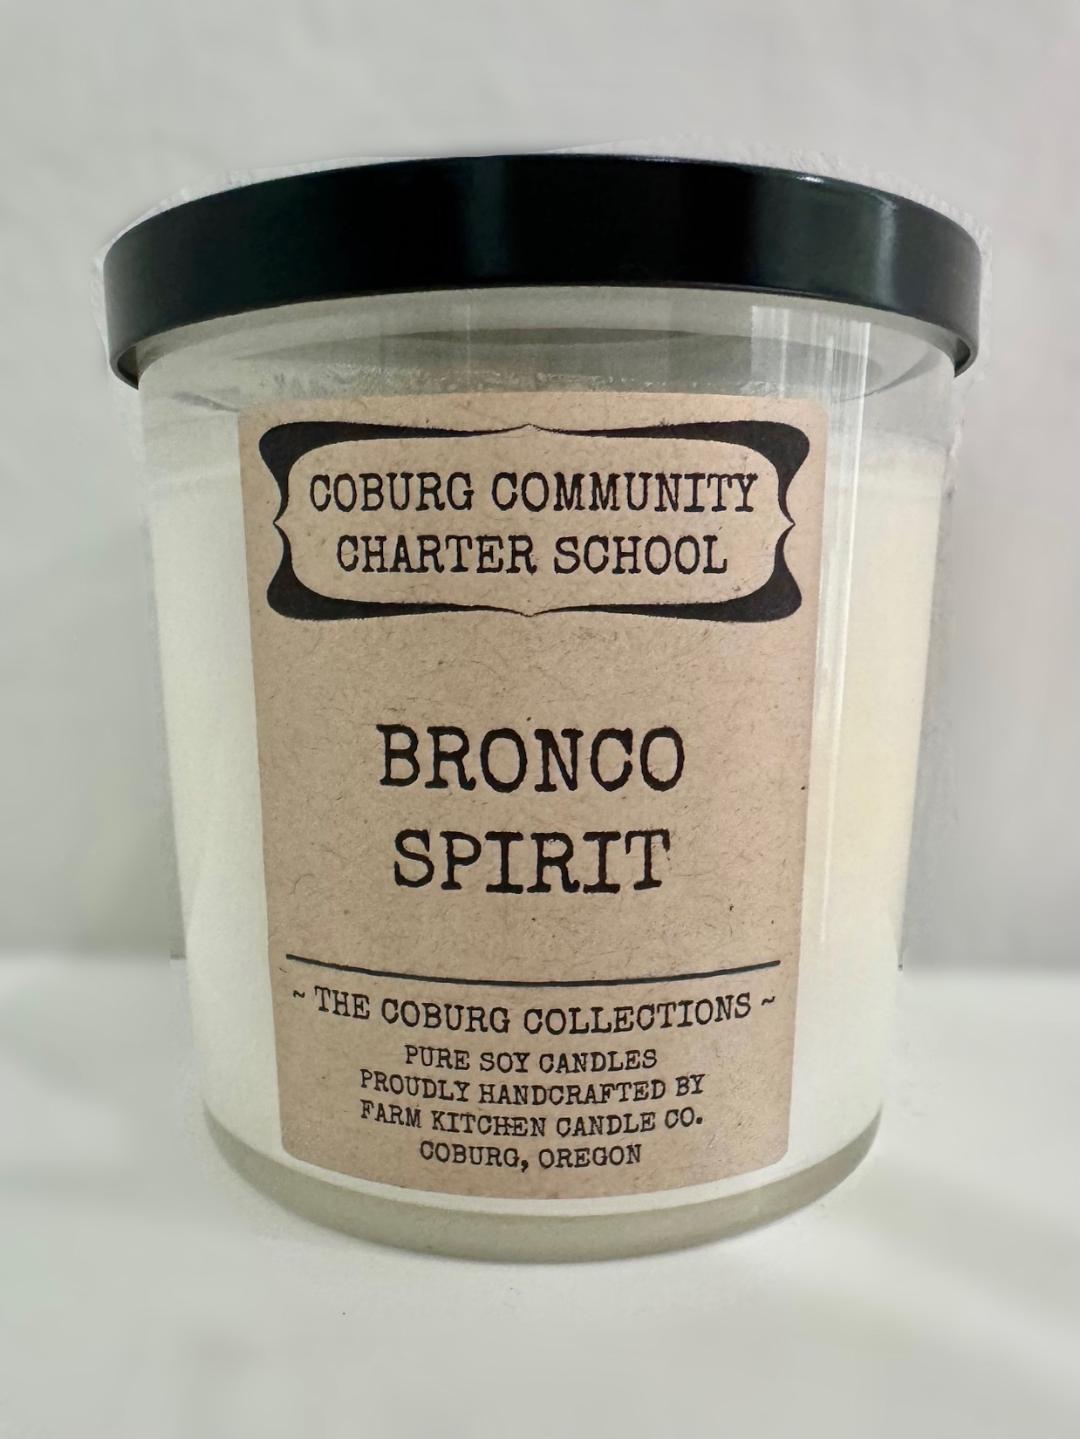 COBURG COMMUNITY
CHARTER SCHOOL
BRONCO
SPIRIT
~ THE COBURG COLLECTIONS ~
PURE SOY CANDLES
PROUDLY HANDCRAFTED BY
FARM KITCHEN CANDLE CO.
COBURG, OREGON